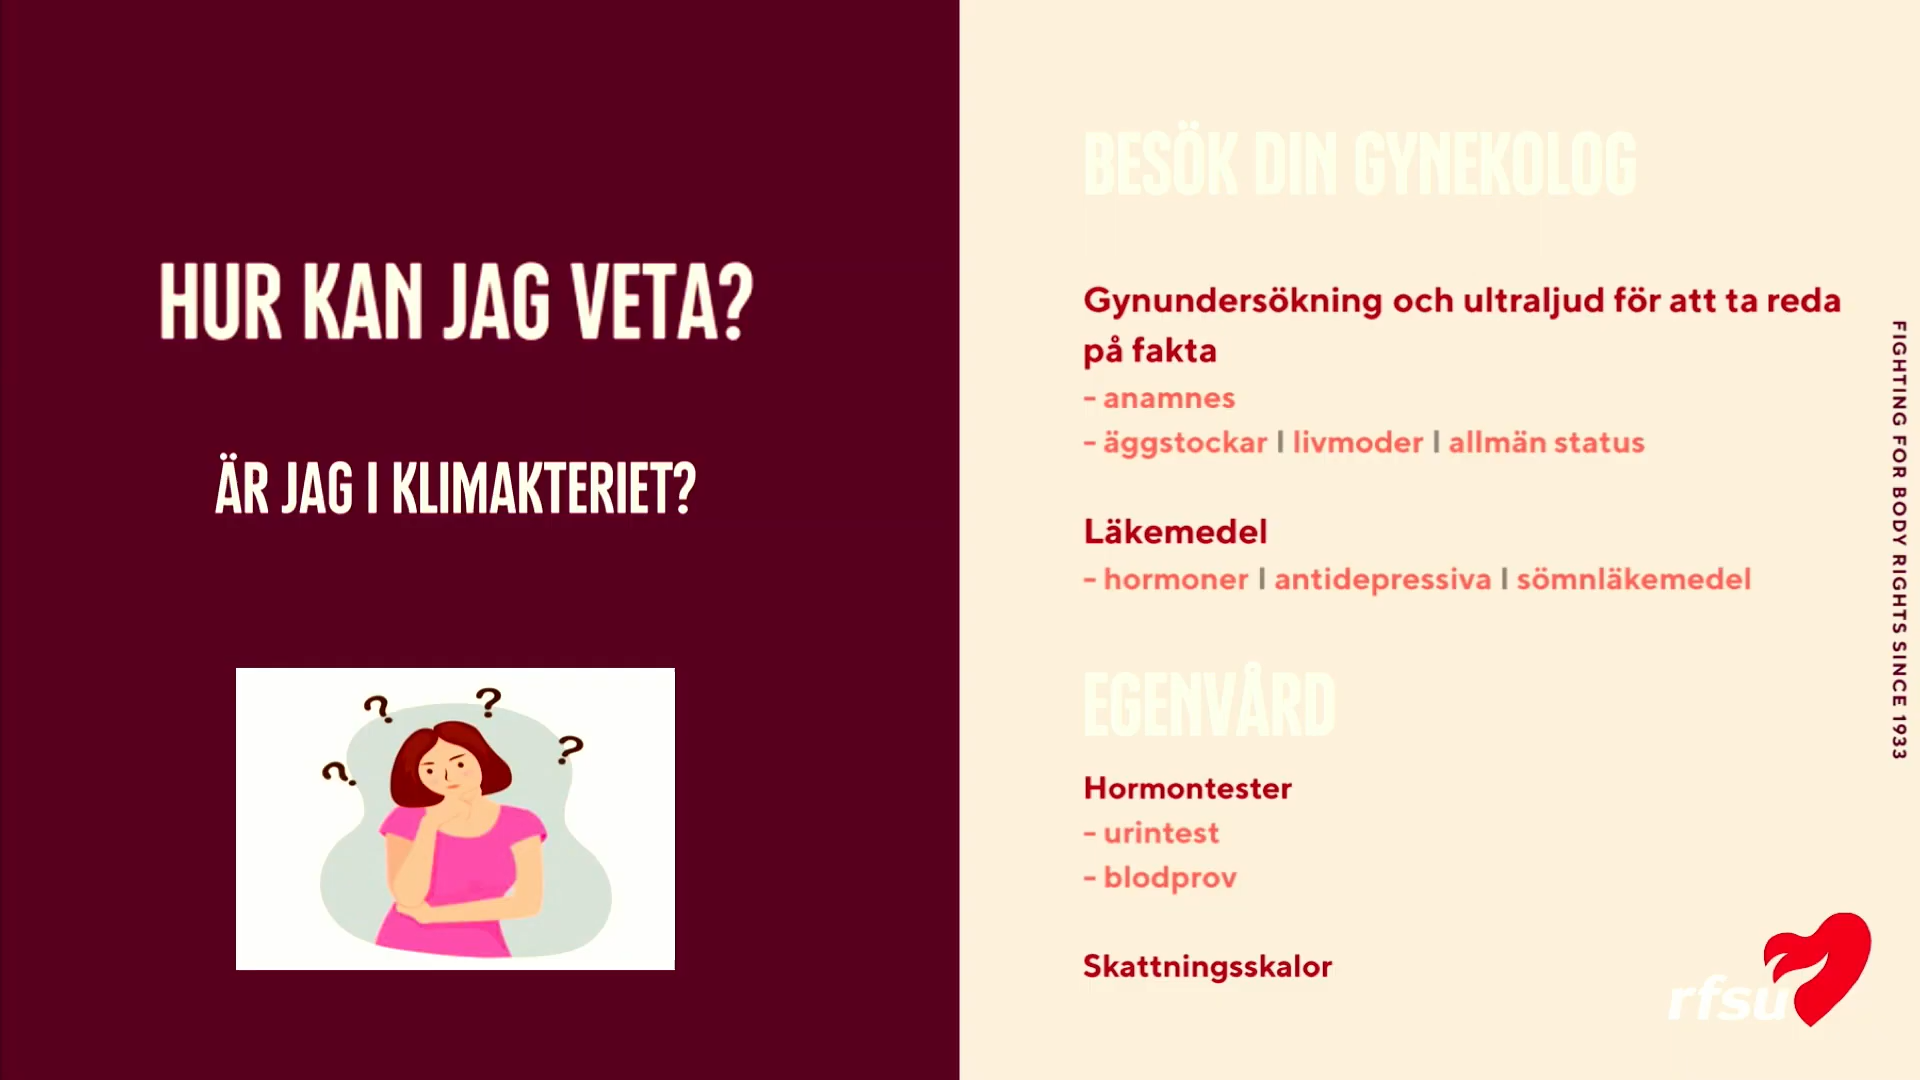 HUR KAN JAG VETA?
ÄR JAG I KLIMAKTERIET?
? ? ? ?
BESÖK DIN GYNEKOLOG
Gynundersökning och ultraljud för att ta reda
på fakta
- anamnes
- äggstockar | livmoder | allmän status
Läkemedel
- hormoner | antidepressiva | sömnläkemedel
EGENVÅRD
Hormontester
- urintest
- blodprov
Skattningsskalor
FIGHTING FOR BODY RIGHTS SINCE 1933
rfsu